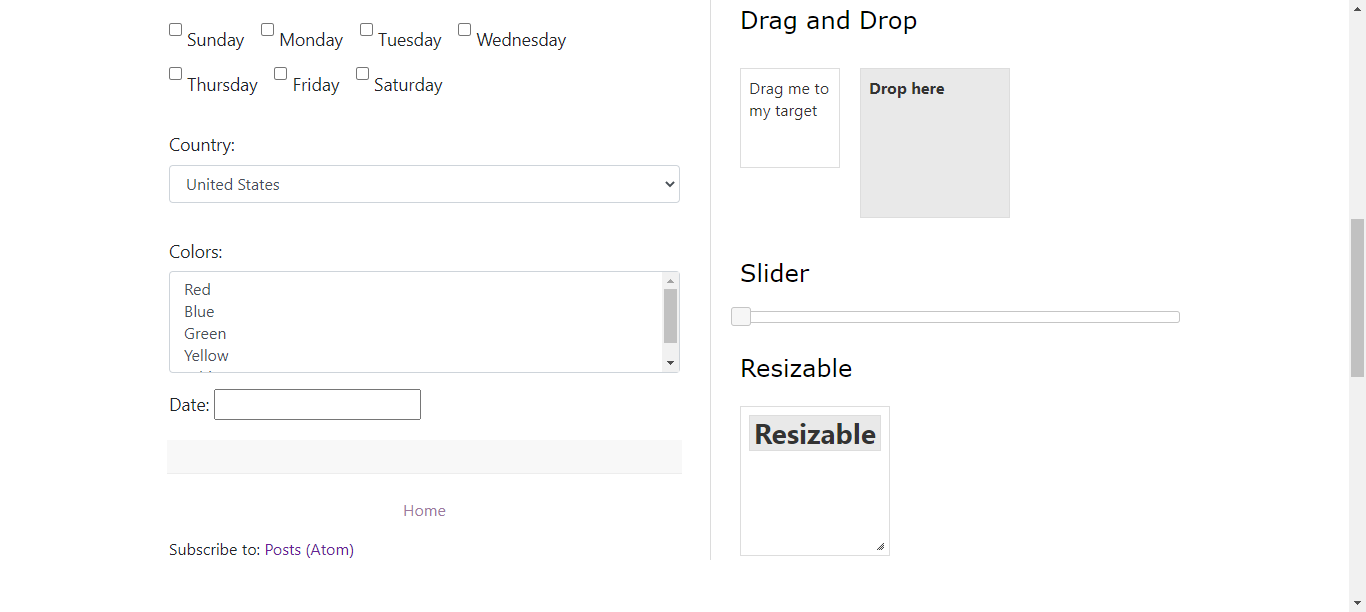 Sunday Monday Tuesday Wednesday
Thursday Friday Saturday
Country:
United States
Colors:
Red
Blue
Green
Yellow
Date:
Home
Subscribe to: Posts (Atom)
Drag and Drop
Drag me to
my target
Drop here
Slider
Resizable
Resizable